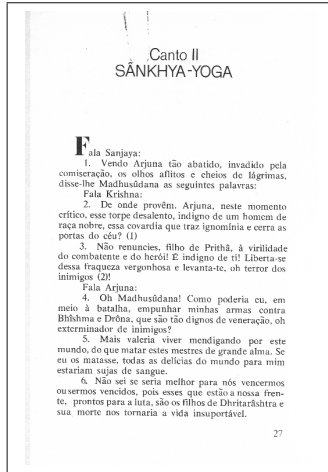 Canto II
SÂNKHYA-YOGA
Fala Sanjaya:
1. Vendo Arjuna tão abatido, invadido pela
comiseração, os olhos aflitos e cheios de lágrimas,
disse-lhe Madhusûdana as seguintes palavras:
Fala Krishna:
2. De onde provêm. Arjuna, neste momento
crítico, esse torpe desalento, indigno de um homem de
raça nobre, essa covardia que traz ignomínia e cerra as
portas do céu? (1)
3. Não renuncies, filho de Prithâ, à virilidade
do combatente e do herói! É indigno de ti! Liberta-se
dessa fraqueza vergonhosa e levanta-te, oh terror dos
inimigos (2)!
Fala Arjuna:
4. Oh Madhusûdana! Como poderia eu, em
meio à batalha, empunhar minhas armas contra
Bhîshma e Drôna, que são tão dignos de veneração, oh
exterminador de inimigos?
5. Mais valeria viver mendigando por este
mundo, do que matar estes mestres de grande alma. Se
eu os matasse, todas as delícias do mundo para mim
estariam sujas de sangue.
6. Não sei se seria melhor para nós vencermos
ou sermos vencidos, pois esses que estão a nossa fren-
te, prontos para a luta, são os filhos de Dhritarâshtra e
sua morte nos tornaria a vida insuportável.
27